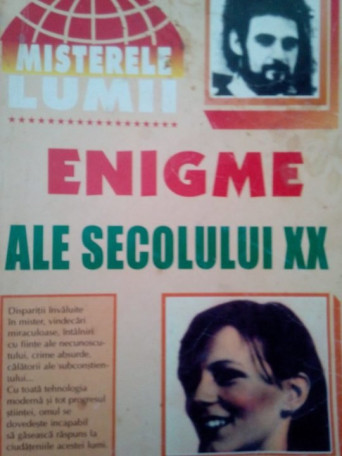 MISTERELE
LUMII
ENIGME
ALE SECOLULUI XX
Dispariții învăluite
în mister, vindecări
miraculoase, întâlniri
cu ființe ale necunoscu-
tului, crime absurde,
călătorii ale subconștien-
tului...
Cu toată tehnologia
modernă și tot progresul
științei, omul se
dovedește incapabil
să găsească răspuns la
ciudățeniile acestei lumi.